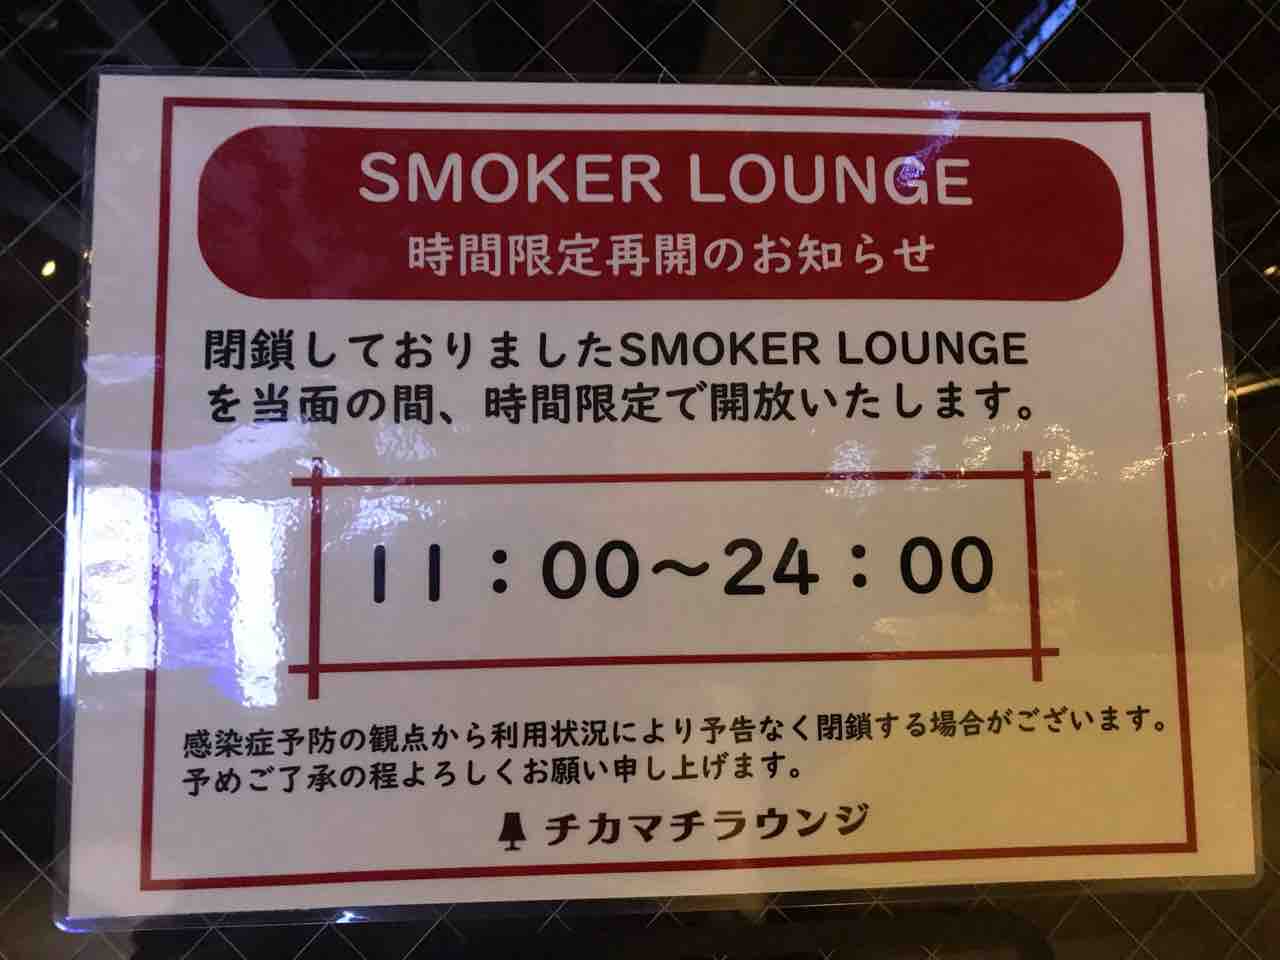 SMOKER LOUNGE
時間限定再開のお知らせ
閉鎖しておりましたSMOKER LOUNGE
を当面の間、時間限定で開放いたします。
11：00〜24：00
感染症予防の観点から利用状況により予告なく閉鎖する場合がございます。
予めご了承の程よろしくお願い申し上げます。
チカマチラウンジ